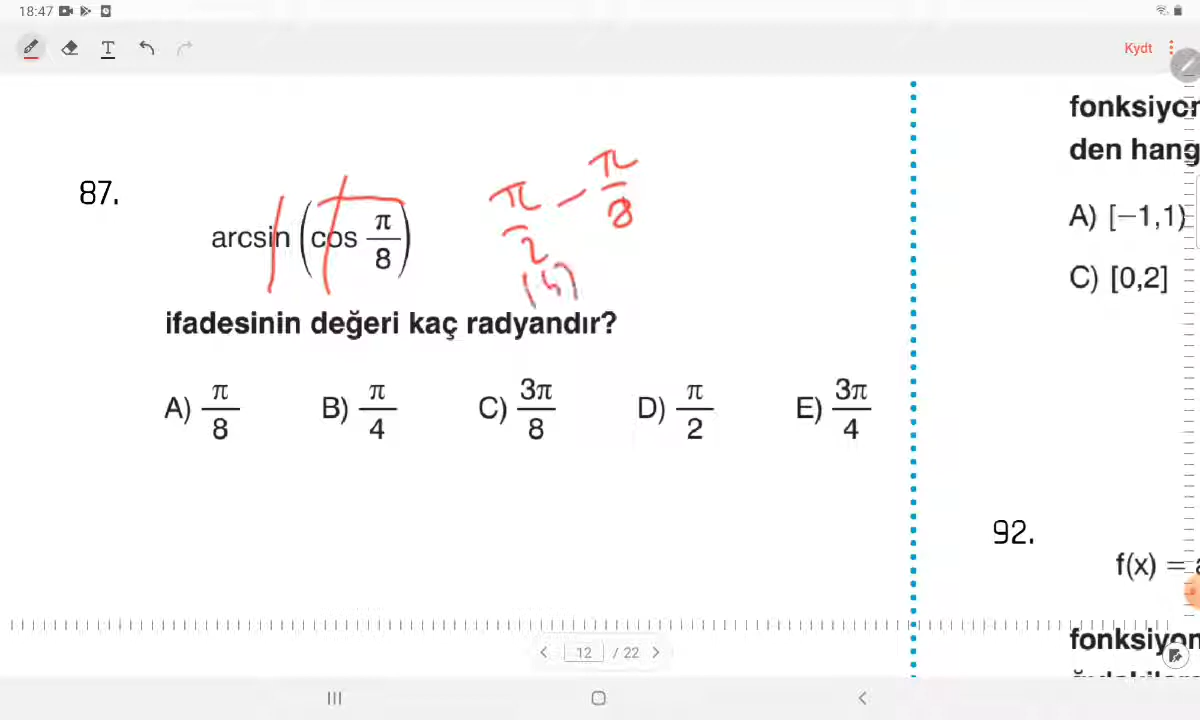 18:47
T
Kydt
87.
arcsin (cos π/8)
π/2 - π/8
(4)
ifadesinin değeri kaç radyandır?
A) π/8 B) π/4 C) 3π/8 D) π/2 E) 3π/4
den hang
A) [−1,1)
C) [0,2]
92.
f(x) =
fonksiyon
12 / 22